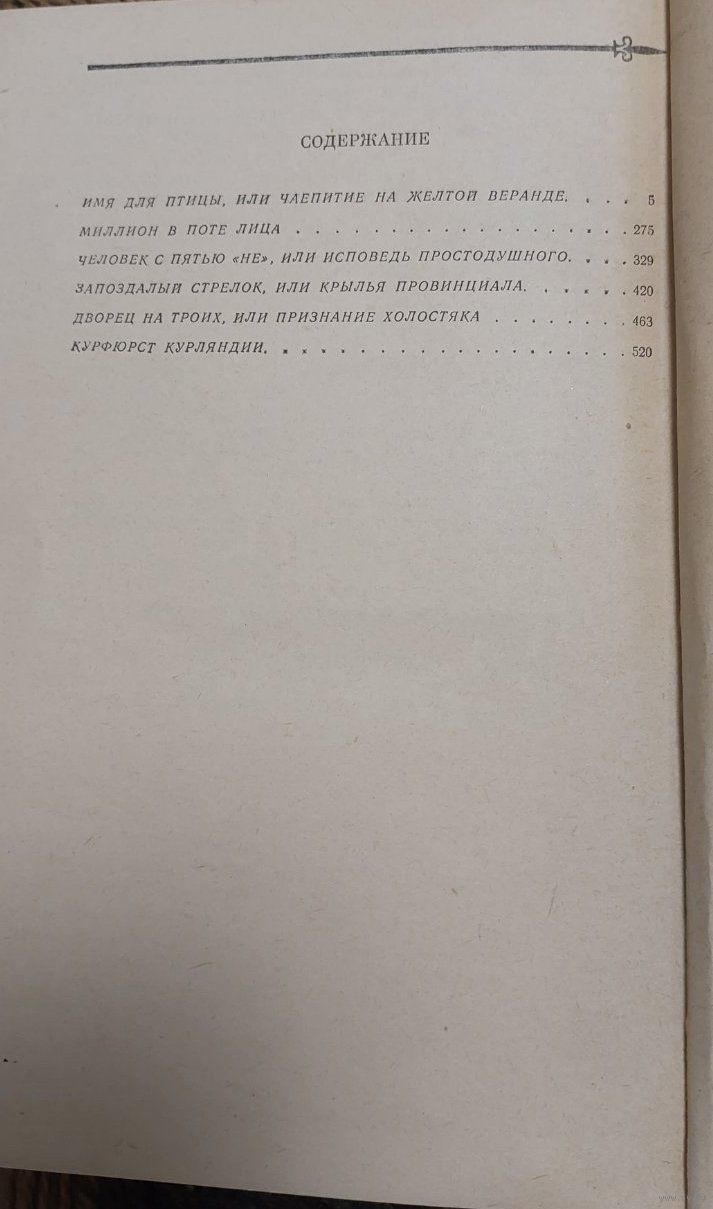 СОДЕРЖАНИЕ
ИМЯ ДЛЯ ПТИЦЫ, ИЛИ ЧАЕПИТИЕ НА ЖЕЛТОЙ ВЕРАНДЕ. . . . 5
МИЛЛИОН В ПОТЕ ЛИЦА . . . . . . . . . . . . . . . . . . 275
ЧЕЛОВЕК С ПЯТЬЮ «НЕ», ИЛИ ИСПОВЕДЬ ПРОСТОДУШНОГО. . . . 329
ЗАПОЗДАЛЫЙ СТРЕЛОК, ИЛИ КРЫЛЬЯ ПРОВИНЦИАЛА. . . . . . 420
ДВОРЕЦ НА ТРОИХ, ИЛИ ПРИЗНАНИЕ ХОЛОСТЯКА . . . . . . . . 463
КУРФЮРСТ КУРЛЯНДИИ. . . . . . . . . . . . . . . . . . . 520